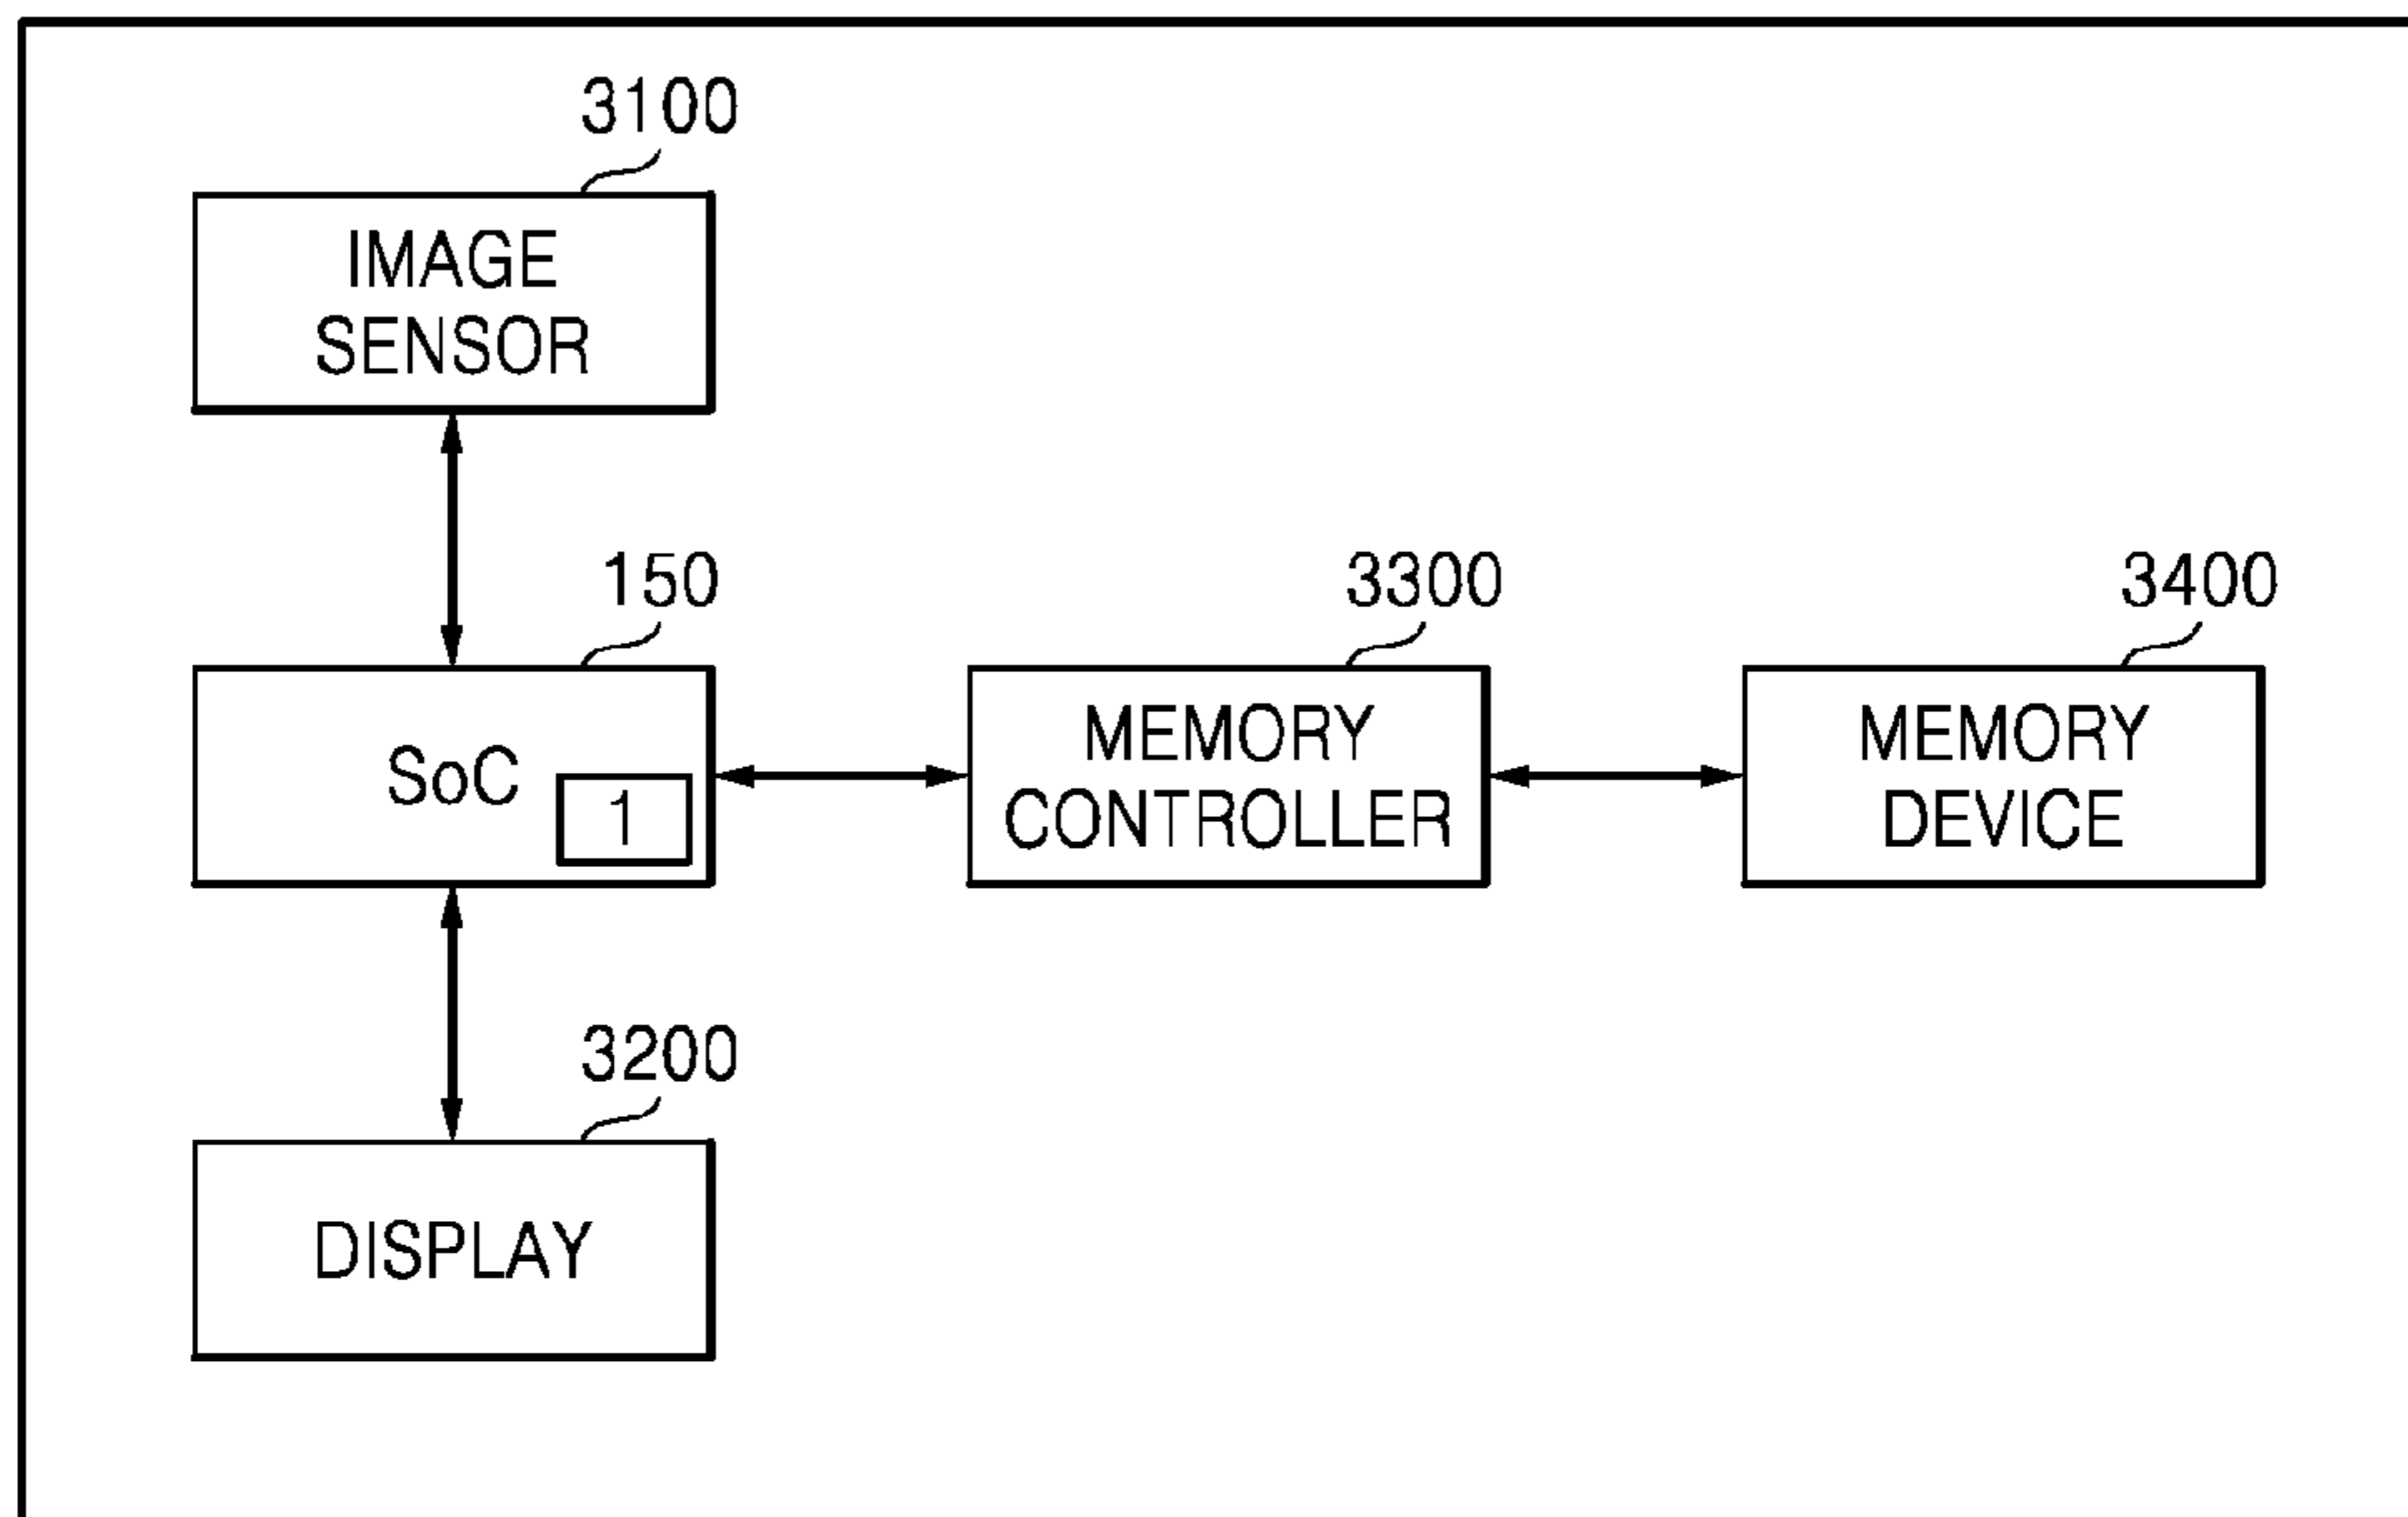 3100
IMAGE
SENSOR
150
SoC
1
3300
MEMORY
CONTROLLER
3400
MEMORY
DEVICE
3200
DISPLAY